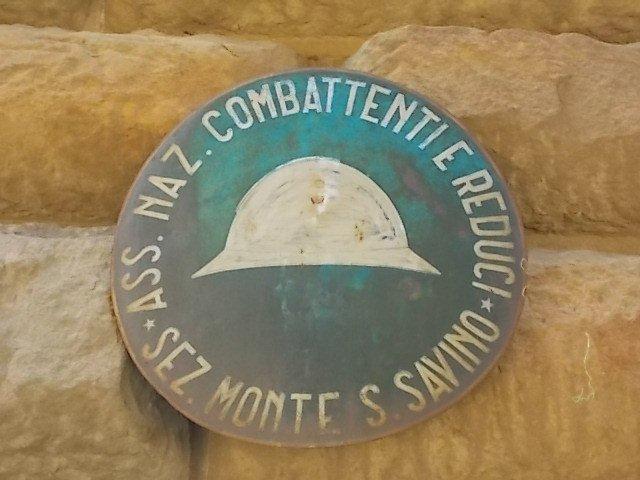 ASS. NAZ. COMBATTENTI E REDUCI
SEZ. MONTE S. SAVINO